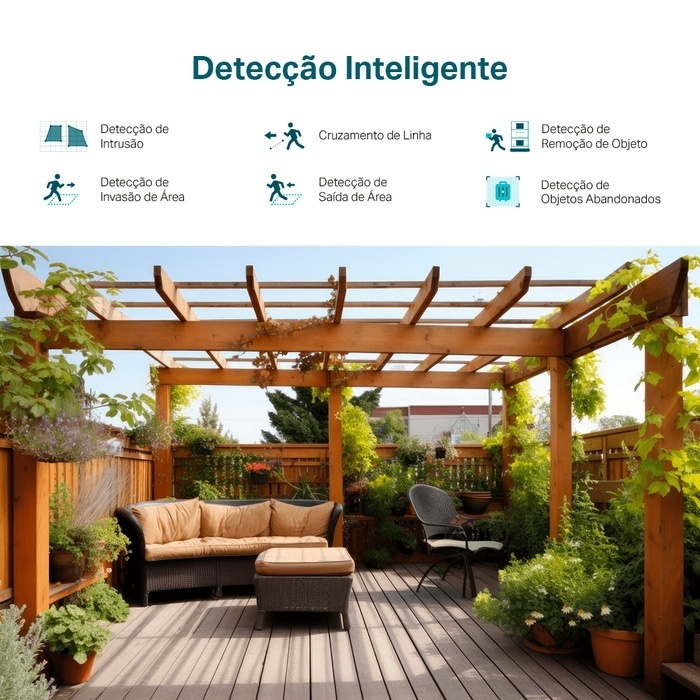 Detecção Inteligente
Detecção de
Intrusão
Cruzamento de Linha
Detecção de
Remoção de Objeto
Detecção de
Invasão de Área
Detecção de
Saída de Área
Detecção de
Objetos Abandonados